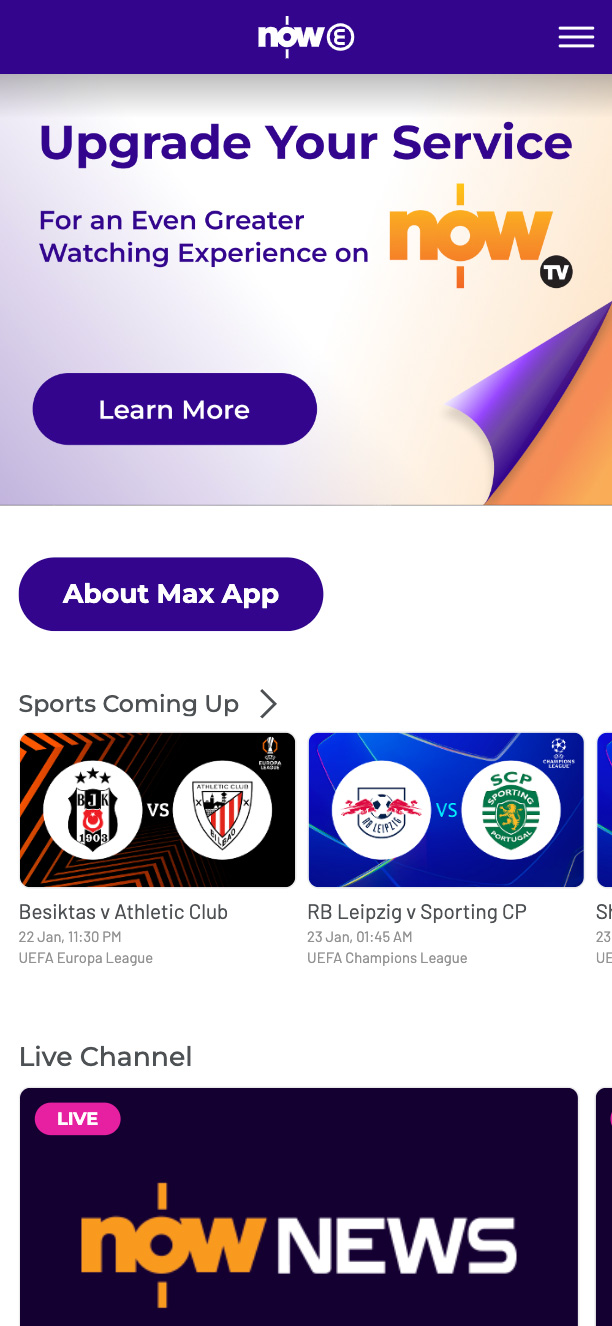 now E
Upgrade Your Service
For an Even Greater
Watching Experience on
now
TV
Learn More
About Max App
Sports Coming Up
EUROPA
LEAGUE
BJK
1903
VS
ATHLETIC CLUB
BILBAO
CHAMPIONS
LEAGUE
RB LEIPZIG
VS
SCP
SPORTING
PORTUGAL
Besiktas v Athletic Club
22 Jan, 11:30 PM
UEFA Europa League
RB Leipzig v Sporting CP
23 Jan, 01:45 AM
UEFA Champions League
Sh
23
UE
Live Channel
LIVE
now NEWS